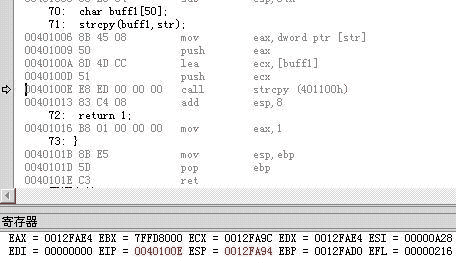 70: char buff1[50];
71: strcpy(buff1,str);
00401006 8B 45 08 mov eax,dword ptr [str]
00401009 50 push eax
0040100A 8D 4D CC lea ecx,[buff1]
0040100D 51 push ecx
0040100E E8 ED 00 00 00 call strcpy (401100h)
00401013 83 C4 08 add esp,8
72: return 1;
00401016 B8 01 00 00 00 mov eax,1
73: }
0040101B 8B E5 mov esp,ebp
0040101D 5D pop ebp
0040101E C3 ret
寄存器
EAX = 0012FAE4 EBX = 7FFD8000 ECX = 0012FA9C EDX = 0012FAE4 ESI = 00000A28
EDI = 00000000 EIP = 0040100E ESP = 0012FA94 EBP = 0012FAD0 EFL = 00000216